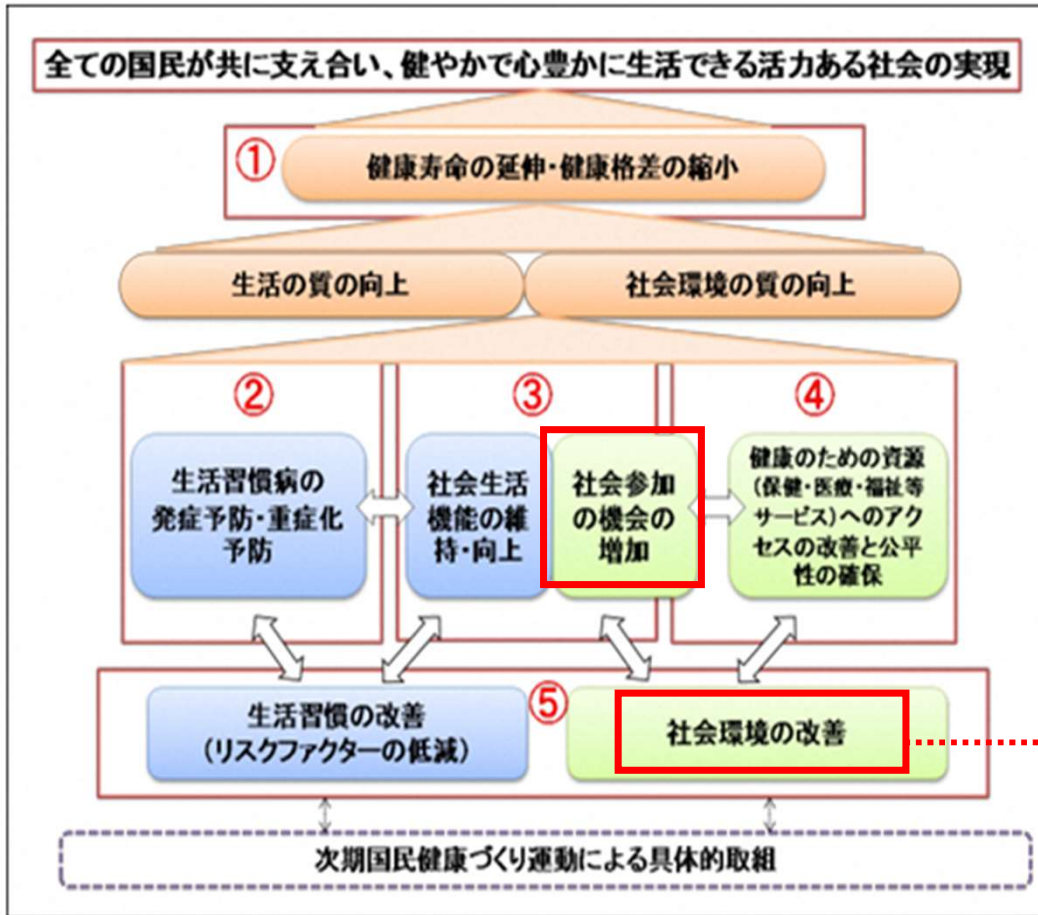 全ての国民が共に支え合い、健やかで心豊かに生活できる活力ある社会の実現
①
健康寿命の延伸・健康格差の縮小
生活の質の向上
社会環境の質の向上
②
生活習慣病の
発症予防・重症化
予防
③
社会生活
機能の維
持・向上
社会参加
の機会の
増加
④
健康のための資源
(保健・医療・福祉等
サービス)へのアク
セスの改善と公平
性の確保
⑤
生活習慣の改善
(リスクファクターの低減)
社会環境の改善
次期国民健康づくり運動による具体的取組